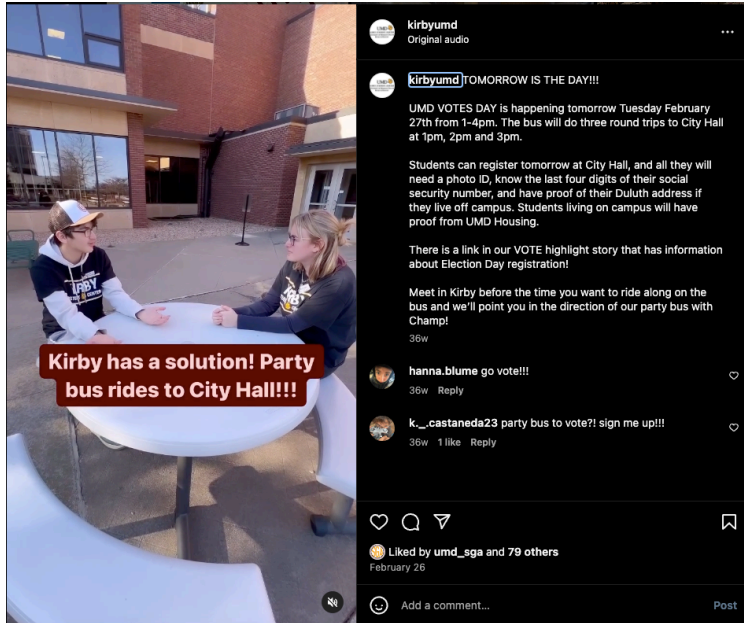 kirbyumd
Original audio
kirbyumd TOMORROW IS THE DAY!!!
UMD VOTES DAY is happening tomorrow Tuesday February
27th from 1-4pm. The bus will do three round trips to City Hall
at 1pm, 2pm and 3pm.
Students can register tomorrow at City Hall, and all they will
need a photo ID, know the last four digits of their social
security number, and have proof of their Duluth address if
they live off campus. Students living on campus will have
proof from UMD Housing.
There is a link in our VOTE highlight story that has information
about Election Day registration!
Meet in Kirby before the time you want to ride along on the
bus and we'll point you in the direction of our party bus with
Champ!
36w
hanna.blume go vote!!!
36w Reply
k._.castaneda23 party bus to vote?! sign me up!!!
36w 1 like Reply
Liked by umd_sga and 79 others
February 26
Add a comment...
Post
KIRBY
KIRBY
Kirby has a solution! Party
bus rides to City Hall!!!